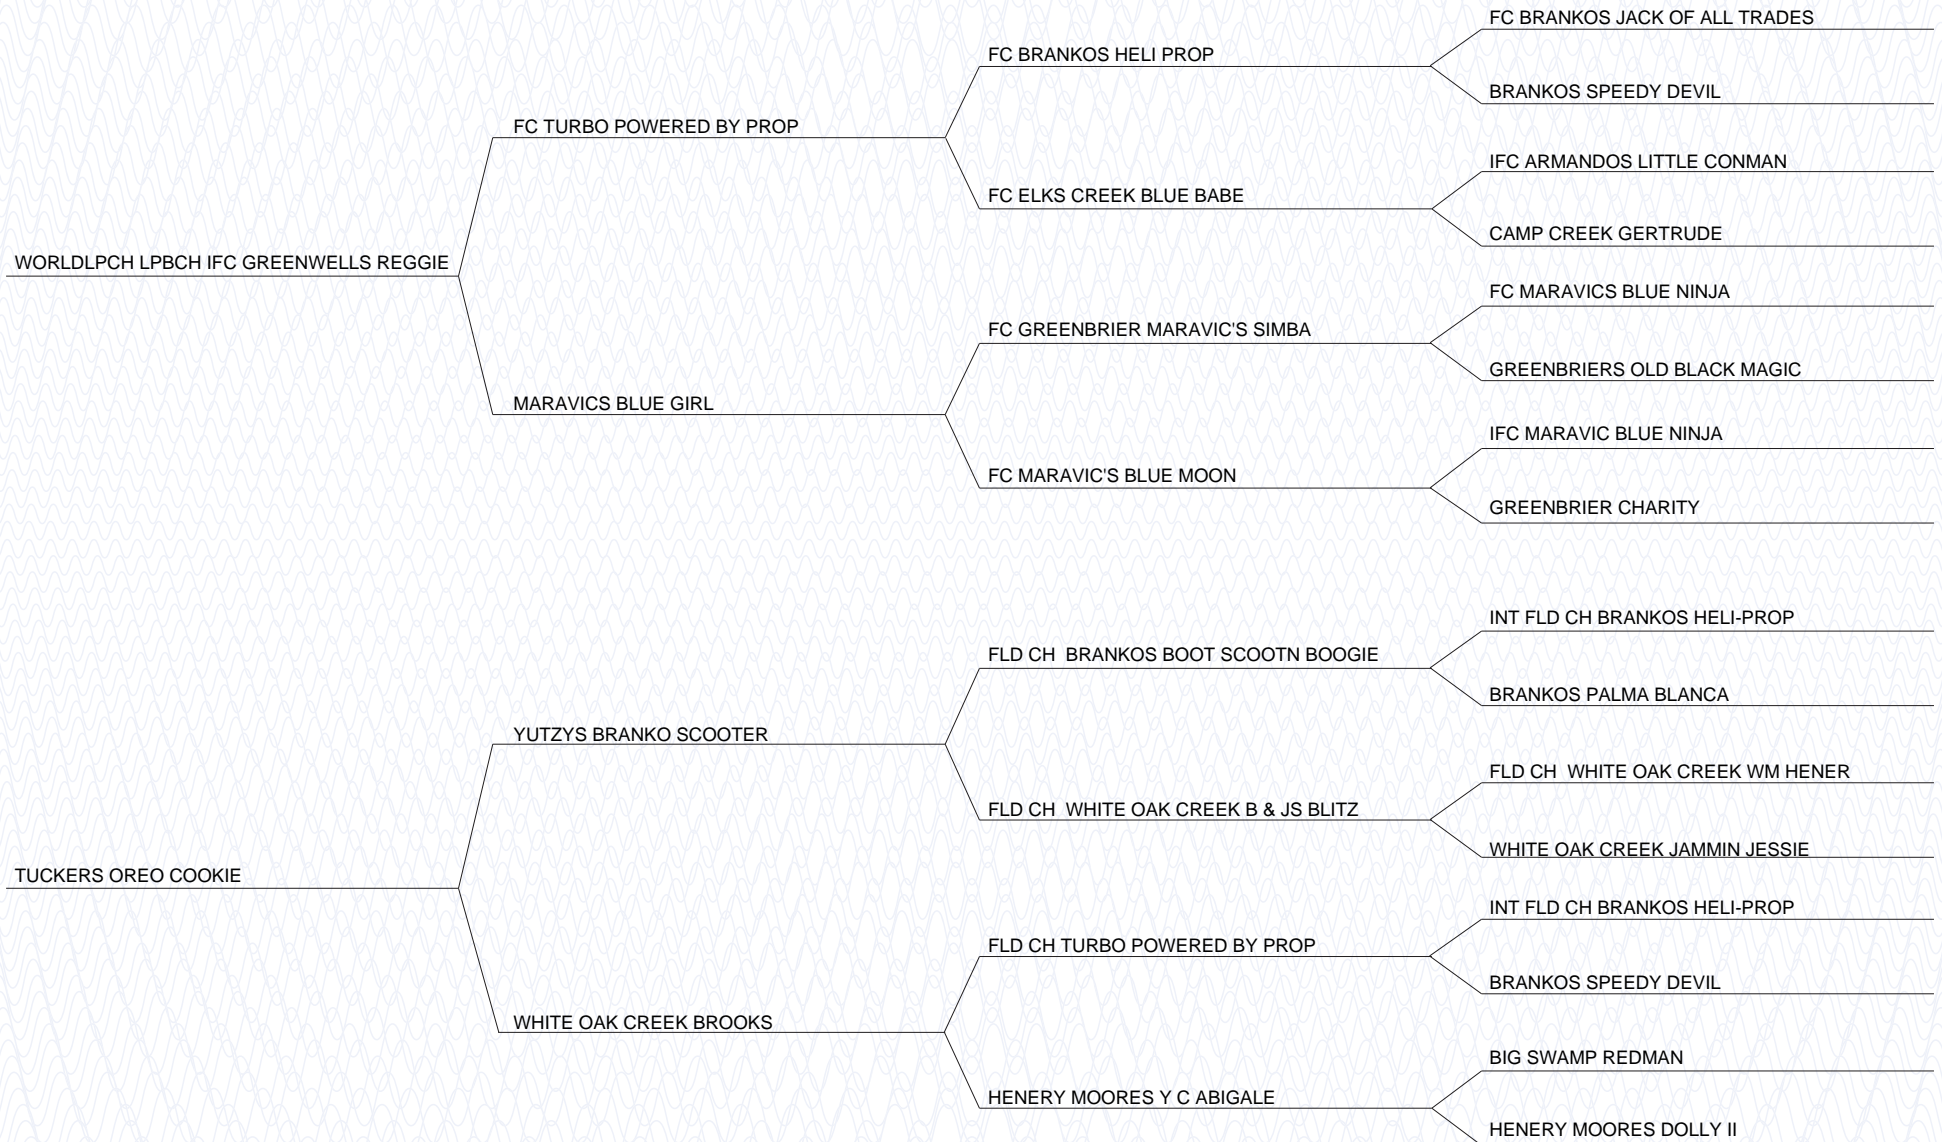 FC BRANKOS JACK OF ALL TRADES
FC BRANKOS HELI PROP
BRANKOS SPEEDY DEVIL
FC TURBO POWERED BY PROP
IFC ARMANDOS LITTLE CONMAN
FC ELKS CREEK BLUE BABE
CAMP CREEK GERTRUDE
WORLDLPCH LPBCH IFC GREENWELLS REGGIE
FC MARAVICS BLUE NINJA
FC GREENBRIER MARAVIC'S SIMBA
GREENBRIERS OLD BLACK MAGIC
MARAVICS BLUE GIRL
IFC MARAVIC BLUE NINJA
FC MARAVIC'S BLUE MOON
GREENBRIER CHARITY
INT FLD CH BRANKOS HELI-PROP
FLD CH  BRANKOS BOOT SCOOTN BOOGIE
BRANKOS PALMA BLANCA
YUTZYS BRANKO SCOOTER
FLD CH  WHITE OAK CREEK WM HENER
FLD CH  WHITE OAK CREEK B & JS BLITZ
WHITE OAK CREEK JAMMIN JESSIE
TUCKERS OREO COOKIE
INT FLD CH BRANKOS HELI-PROP
FLD CH TURBO POWERED BY PROP
BRANKOS SPEEDY DEVIL
WHITE OAK CREEK BROOKS
BIG SWAMP REDMAN
HENERY MOORES Y C ABIGALE
HENERY MOORES DOLLY II